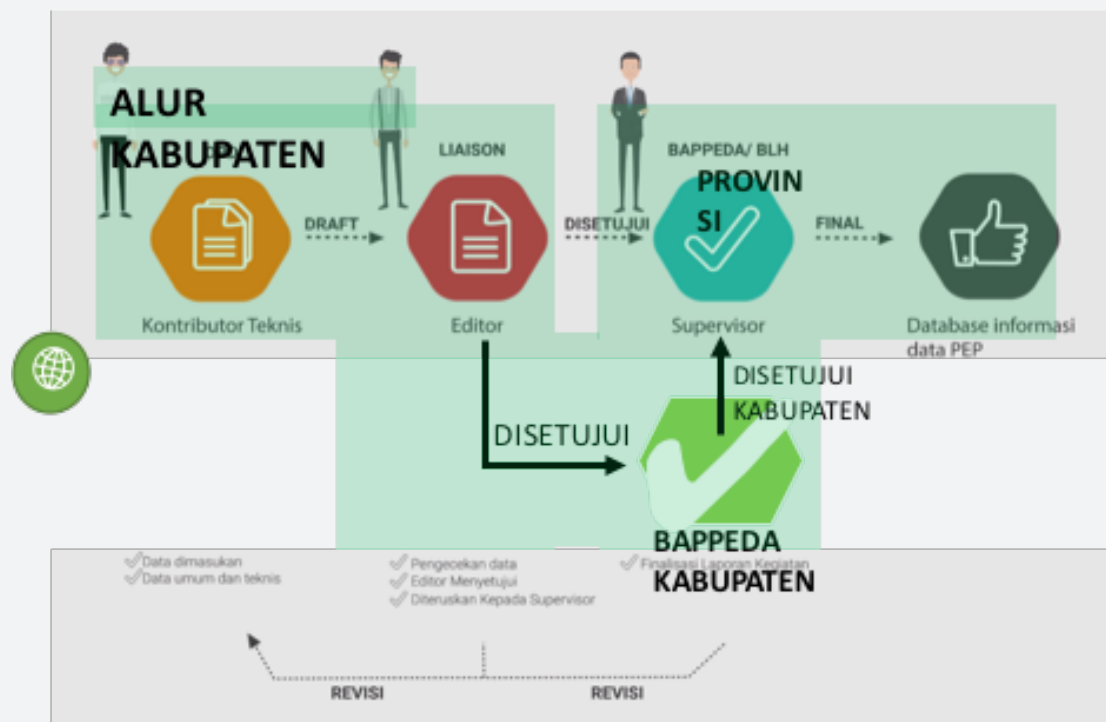 ALUR
KABUPATEN
LIAISON
BAPPEDA/ BLH
PROVIN
SI
DRAFT
DISETUJUI
FINAL
Kontributor Teknis
Editor
Supervisor
Database informasi
data PEP
DISETUJUI
KABUPATEN
DISETUJUI
BAPPEDA
KABUPATEN
Data dimasukan
Data umum dan teknis
Pengecekan data
Editor Menyetujui
Diteruskan Kepada Supervisor
Finalisasi Laporan Kegiatan
REVISI
REVISI